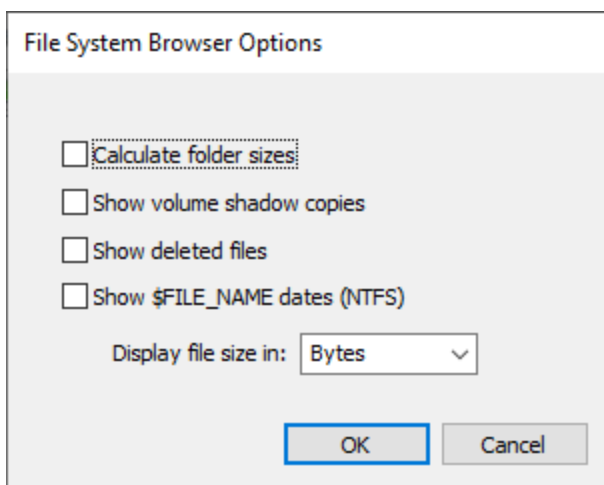 File System Browser Options
Calculate folder sizes
Show volume shadow copies
Show deleted files
Show $FILE_NAME dates (NTFS)
Display file size in: Bytes
OK Cancel